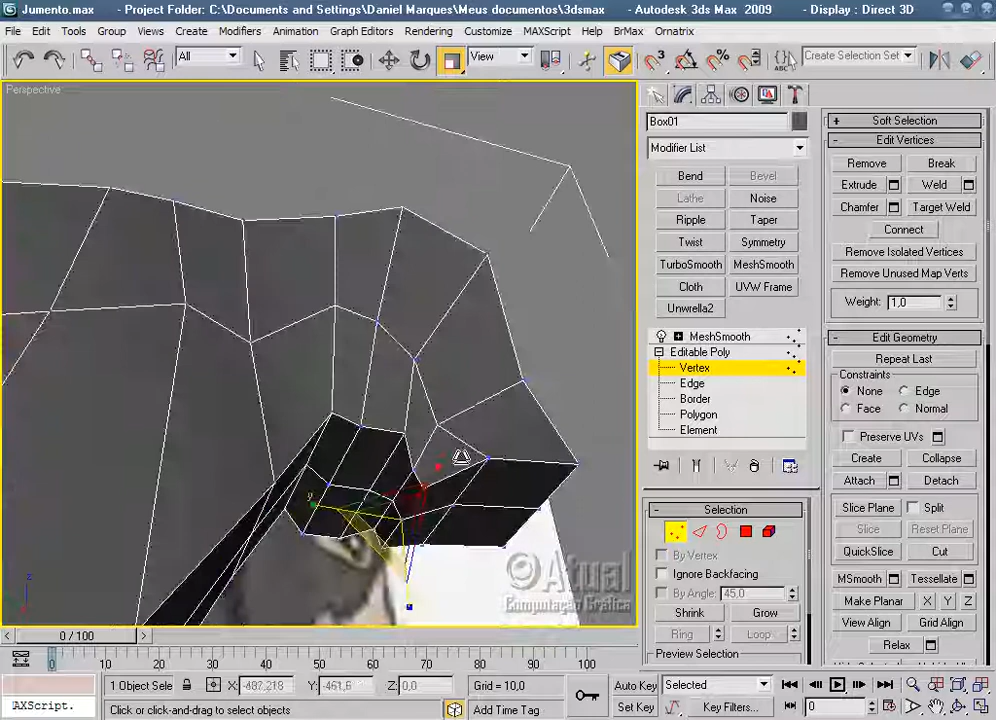 Jumento.max - Project Folder: C:\Documents and Settings\Daniel Marques\Meus documentos\3dsmax - Autodesk 3ds Max 2009 - Display : Direct 3D
File Edit Tools Group Views Create Modifiers Animation Graph Editors Rendering Customize MAXScript Help BrMax Ornatrix
All View Create Selection Set
Perspective
Box01
Modifier List
Bend Bevel
Lathe Noise
Ripple Taper
Twist Symmetry
TurboSmooth MeshSmooth
Cloth UVW Frame
Unwrella2
MeshSmooth
Editable Poly
Vertex
Edge
Border
Polygon
Element
Selection
By Vertex
Ignore Backfacing
By Angle: 45,0
Shrink Grow
Ring Loop
Preview Selection
Soft Selection
Edit Vertices
Remove Break
Extrude Weld
Chamfer Target Weld
Connect
Remove Isolated Vertices
Remove Unused Map Verts
Weight: 1,0
Edit Geometry
Repeat Last
Constraints
None Edge
Face Normal
Preserve UVs
Create Collapse
Attach Detach
Slice Plane Split
Slice Reset Plane
QuickSlice Cut
MSmooth Tessellate
Make Planar X Y Z
View Align Grid Align
Relax
y
z
Atual
Computação Gráfica
0 / 100
0 10 20 30 40 50 60 70 80 90 100
1 Object Sele X: -487,218 Y: -461,6 Z: 0,0 Grid = 10,0 Auto Key Selected
AXScript. Click or click-and-drag to select objects Add Time Tag Set Key Key Filters... 0